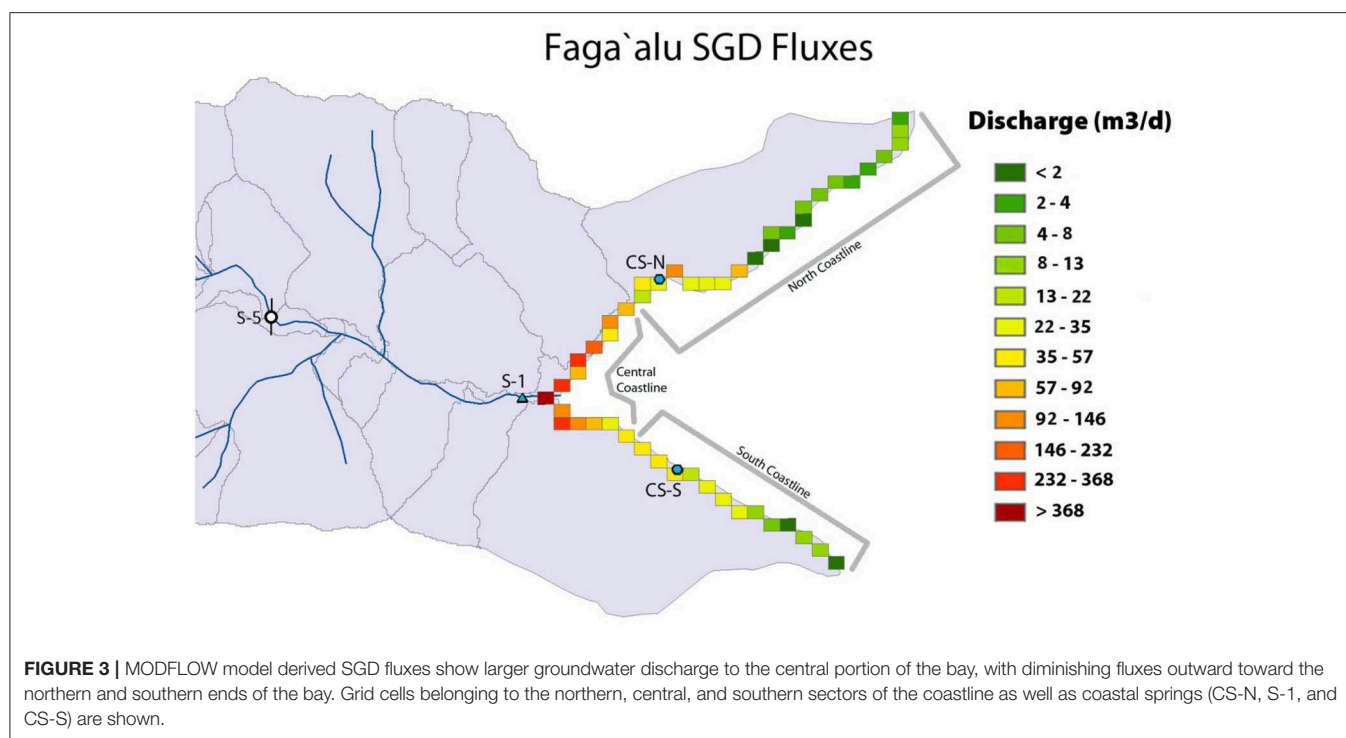 Faga`alu SGD Fluxes
Discharge (m3/d)
< 2
2 - 4
4 - 8
8 - 13
13 - 22
22 - 35
35 - 57
57 - 92
92 - 146
146 - 232
232 - 368
> 368
CS-N
North Coastline
S-5
Central
Coastline
S-1
South Coastline
CS-S
FIGURE 3 | MODFLOW model derived SGD fluxes show larger groundwater discharge to the central portion of the bay, with diminishing fluxes outward toward the
northern and southern ends of the bay. Grid cells belonging to the northern, central, and southern sectors of the coastline as well as coastal springs (CS-N, S-1, and
CS-S) are shown.